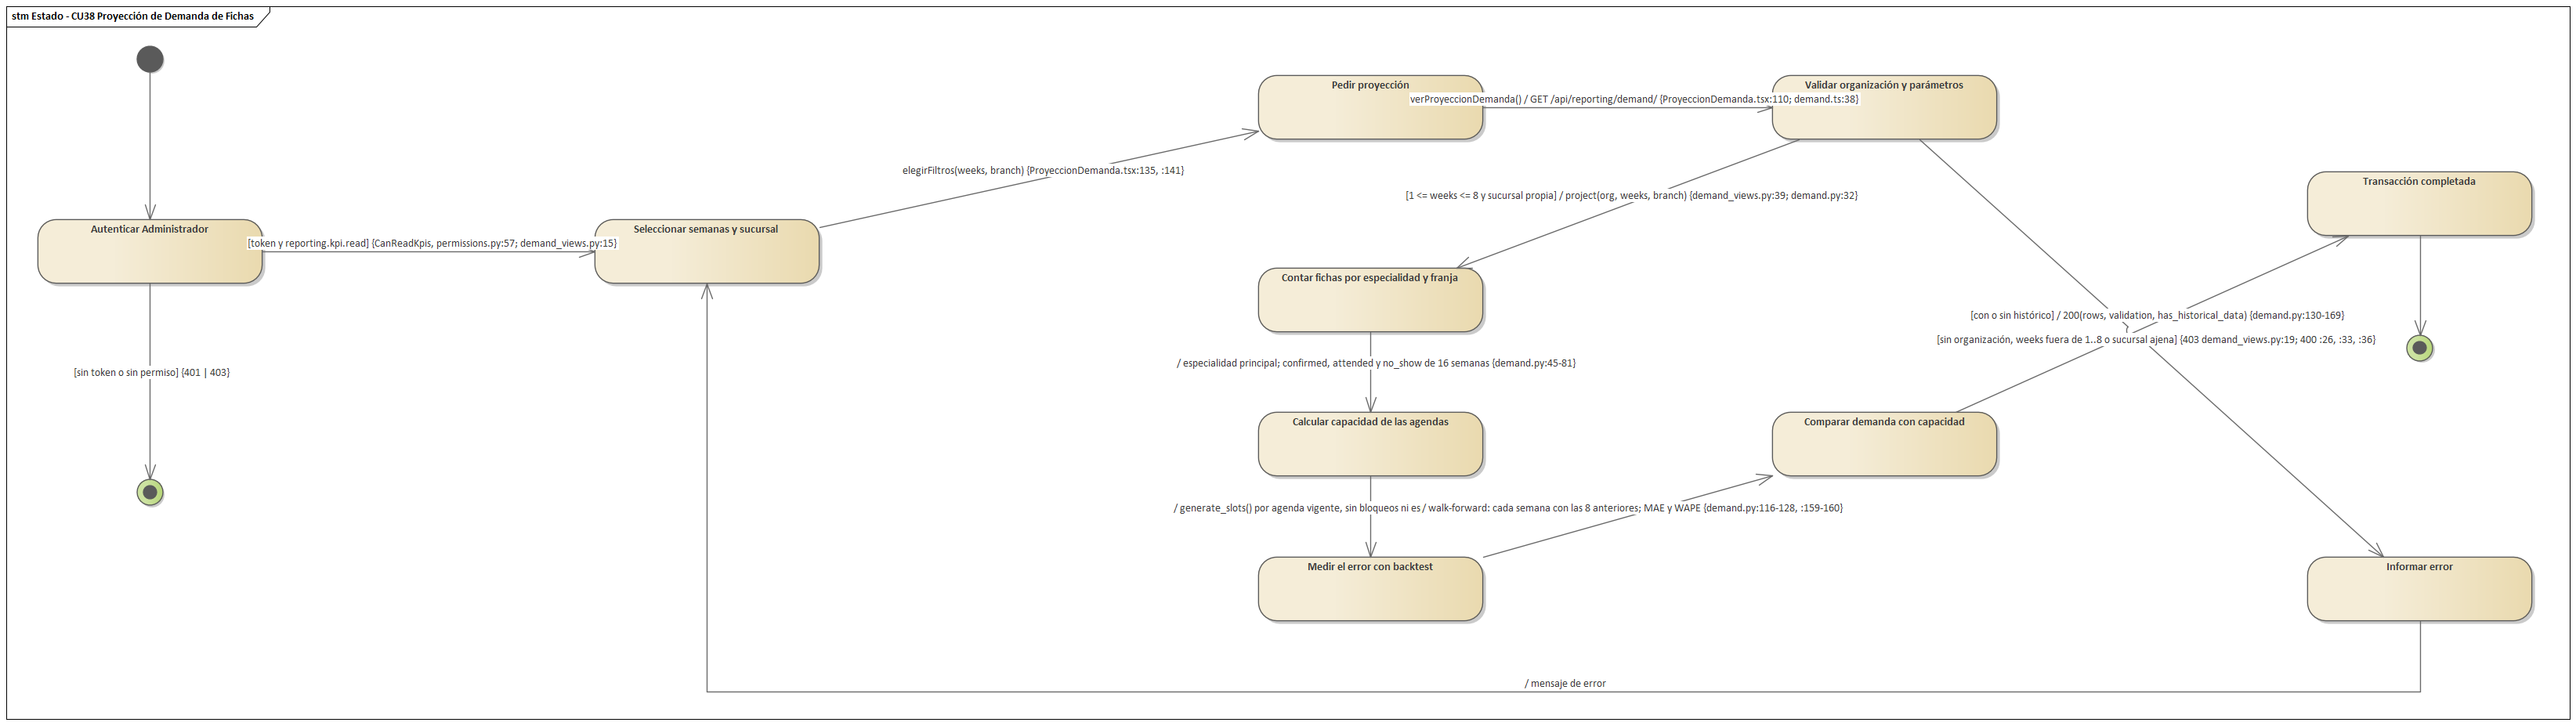 stm Estado - CU38 Proyección de Demanda de Fichas
Pedir proyección
Validar organización y parámetros
verProyeccionDemanda() / GET /api/reporting/demand/ {ProyeccionDemanda.tsx:110; demand.ts:38}
elegirFiltros(weeks, branch) {ProyeccionDemanda.tsx:135, :141}
Transacción completada
[1 <= weeks <= 8 y sucursal propia] / project(org, weeks, branch) {demand_views.py:39; demand.py:32}
Autenticar Administrador
Seleccionar semanas y sucursal
[token y reporting.kpi.read] {CanReadKpis, permissions.py:57; demand_views.py:15}
Contar fichas por especialidad y franja
[con o sin histórico] / 200(rows, validation, has_historical_data) {demand.py:130-169}
[sin organización, weeks fuera de 1..8 o sucursal ajena] {403 demand_views.py:19; 400 :26, :33, :36}
/ especialidad principal; confirmed, attended y no_show de 16 semanas {demand.py:45-81}
[sin token o sin permiso] {401 | 403}
Calcular capacidad de las agendas
Comparar demanda con capacidad
/ generate_slots() por agenda vigente, sin bloqueos ni es
/ walk-forward: cada semana con las 8 anteriores; MAE y WAPE {demand.py:116-128, :159-160}
Medir el error con backtest
Informar error
/ mensaje de error